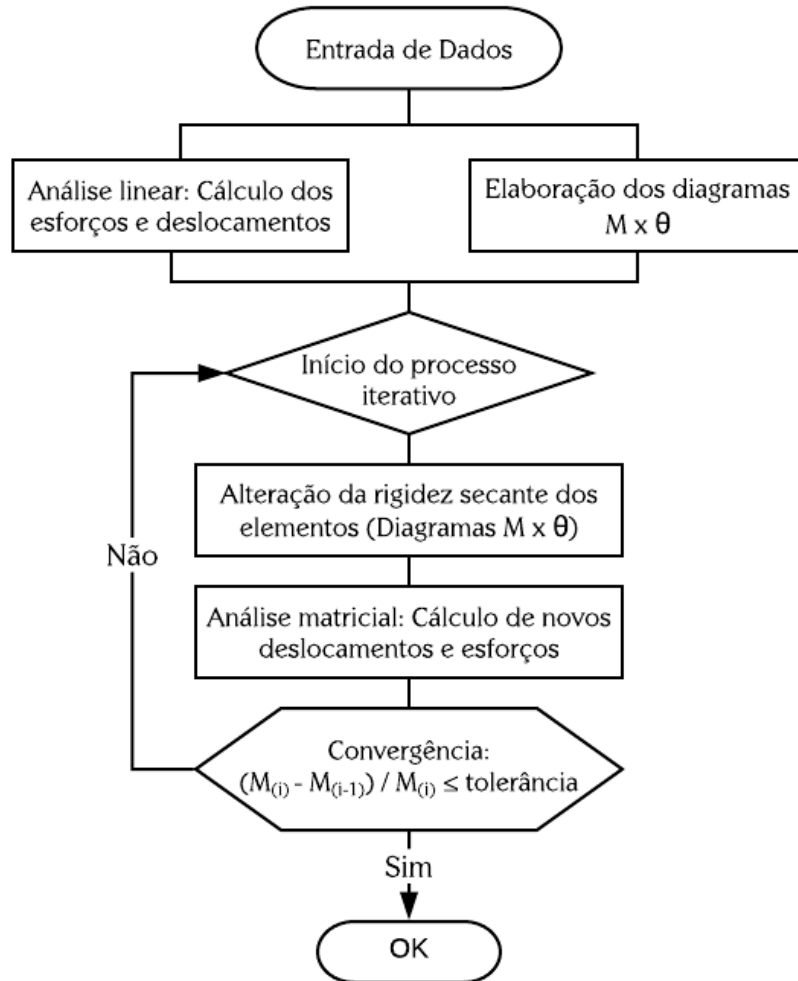 Entrada de Dados
Análise linear: Cálculo dos
esforços e deslocamentos
Elaboração dos diagramas
M x θ
Início do processo
iterativo
Alteração da rigidez secante dos
elementos (Diagramas M x θ)
Análise matricial: Cálculo de novos
deslocamentos e esforços
Não
Convergência:
(M(i) - M(i-1)) / M(i) ≤ tolerância
Sim
OK